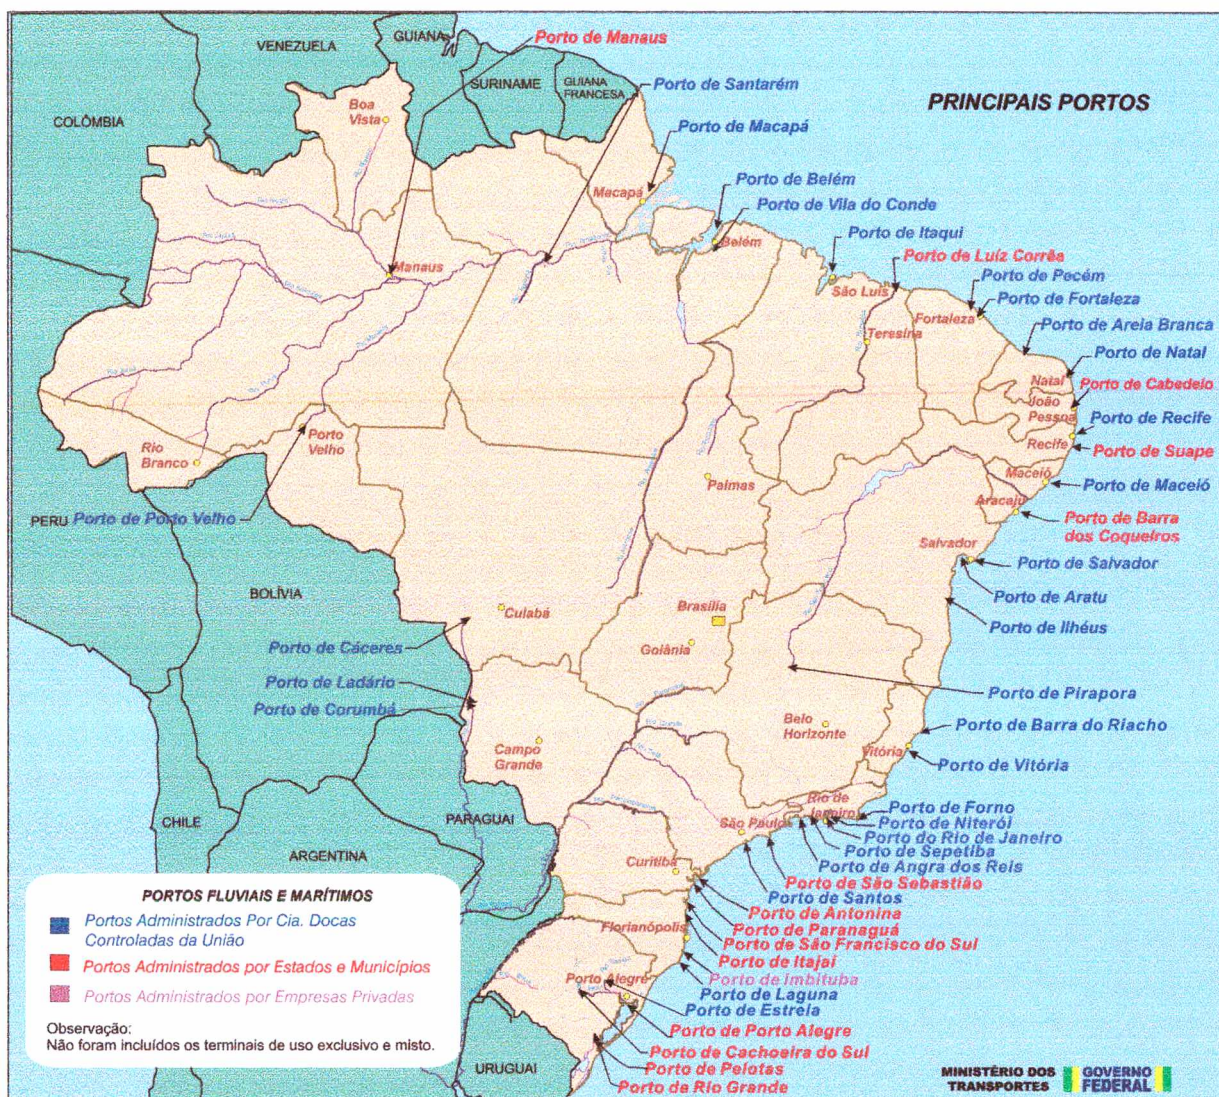 PRINCIPAIS PORTOS
VENEZUELA
GUIANA
SURINAME
GUIANA
FRANCESA
COLÔMBIA
PERU
BOLÍVIA
CHILE
PARAGUAI
ARGENTINA
URUGUAI
Porto de Manaus
Porto de Santarém
Porto de Macapá
Porto de Belém
Porto de Vila do Conde
Porto de Itaqui
Porto de Luíz Corrêa
Porto de Pecém
Porto de Fortaleza
Porto de Areia Branca
Porto de Natal
Porto de Cabedelo
Porto de Recife
Porto de Suape
Porto de Maceió
Porto de Barra
dos Coqueiros
Porto de Salvador
Porto de Aratu
Porto de Ilhéus
Porto de Pirapora
Porto de Barra do Riacho
Porto de Vitória
Porto de Forno
Porto de Niterói
Porto do Rio de Janeiro
Porto de Sepetiba
Porto de Angra dos Reis
Porto de São Sebastião
Porto de Santos
Porto de Antonina
Porto de Paranaguá
Porto de São Francisco do Sul
Porto de Itajaí
Porto de Imbituba
Porto de Laguna
Porto de Estrela
Porto de Porto Alegre
Porto de Cachoeira do Sul
Porto de Pelotas
Porto de Rio Grande
Porto de Porto Velho
Porto de Cáceres
Porto de Ladário
Porto de Corumbá
Boa
Vista
Macapá
Manaus
Belém
São Luís
Teresina
Fortaleza
Natal
João
Pessoa
Recife
Maceió
Aracaju
Salvador
Rio
Branco
Porto
Velho
Palmas
Cuiabá
Brasília
Goiânia
Belo
Horizonte
Vitória
Campo
Grande
Rio de
Janeiro
São Paulo
Curitiba
Florianópolis
Porto Alegre
PORTOS FLUVIAIS E MARÍTIMOS
Portos Administrados Por Cia. Docas
Controladas da União
Portos Administrados por Estados e Municípios
Portos Administrados por Empresas Privadas
Observação:
Não foram incluídos os terminais de uso exclusivo e misto.
MINISTÉRIO DOS
TRANSPORTES
GOVERNO
FEDERAL